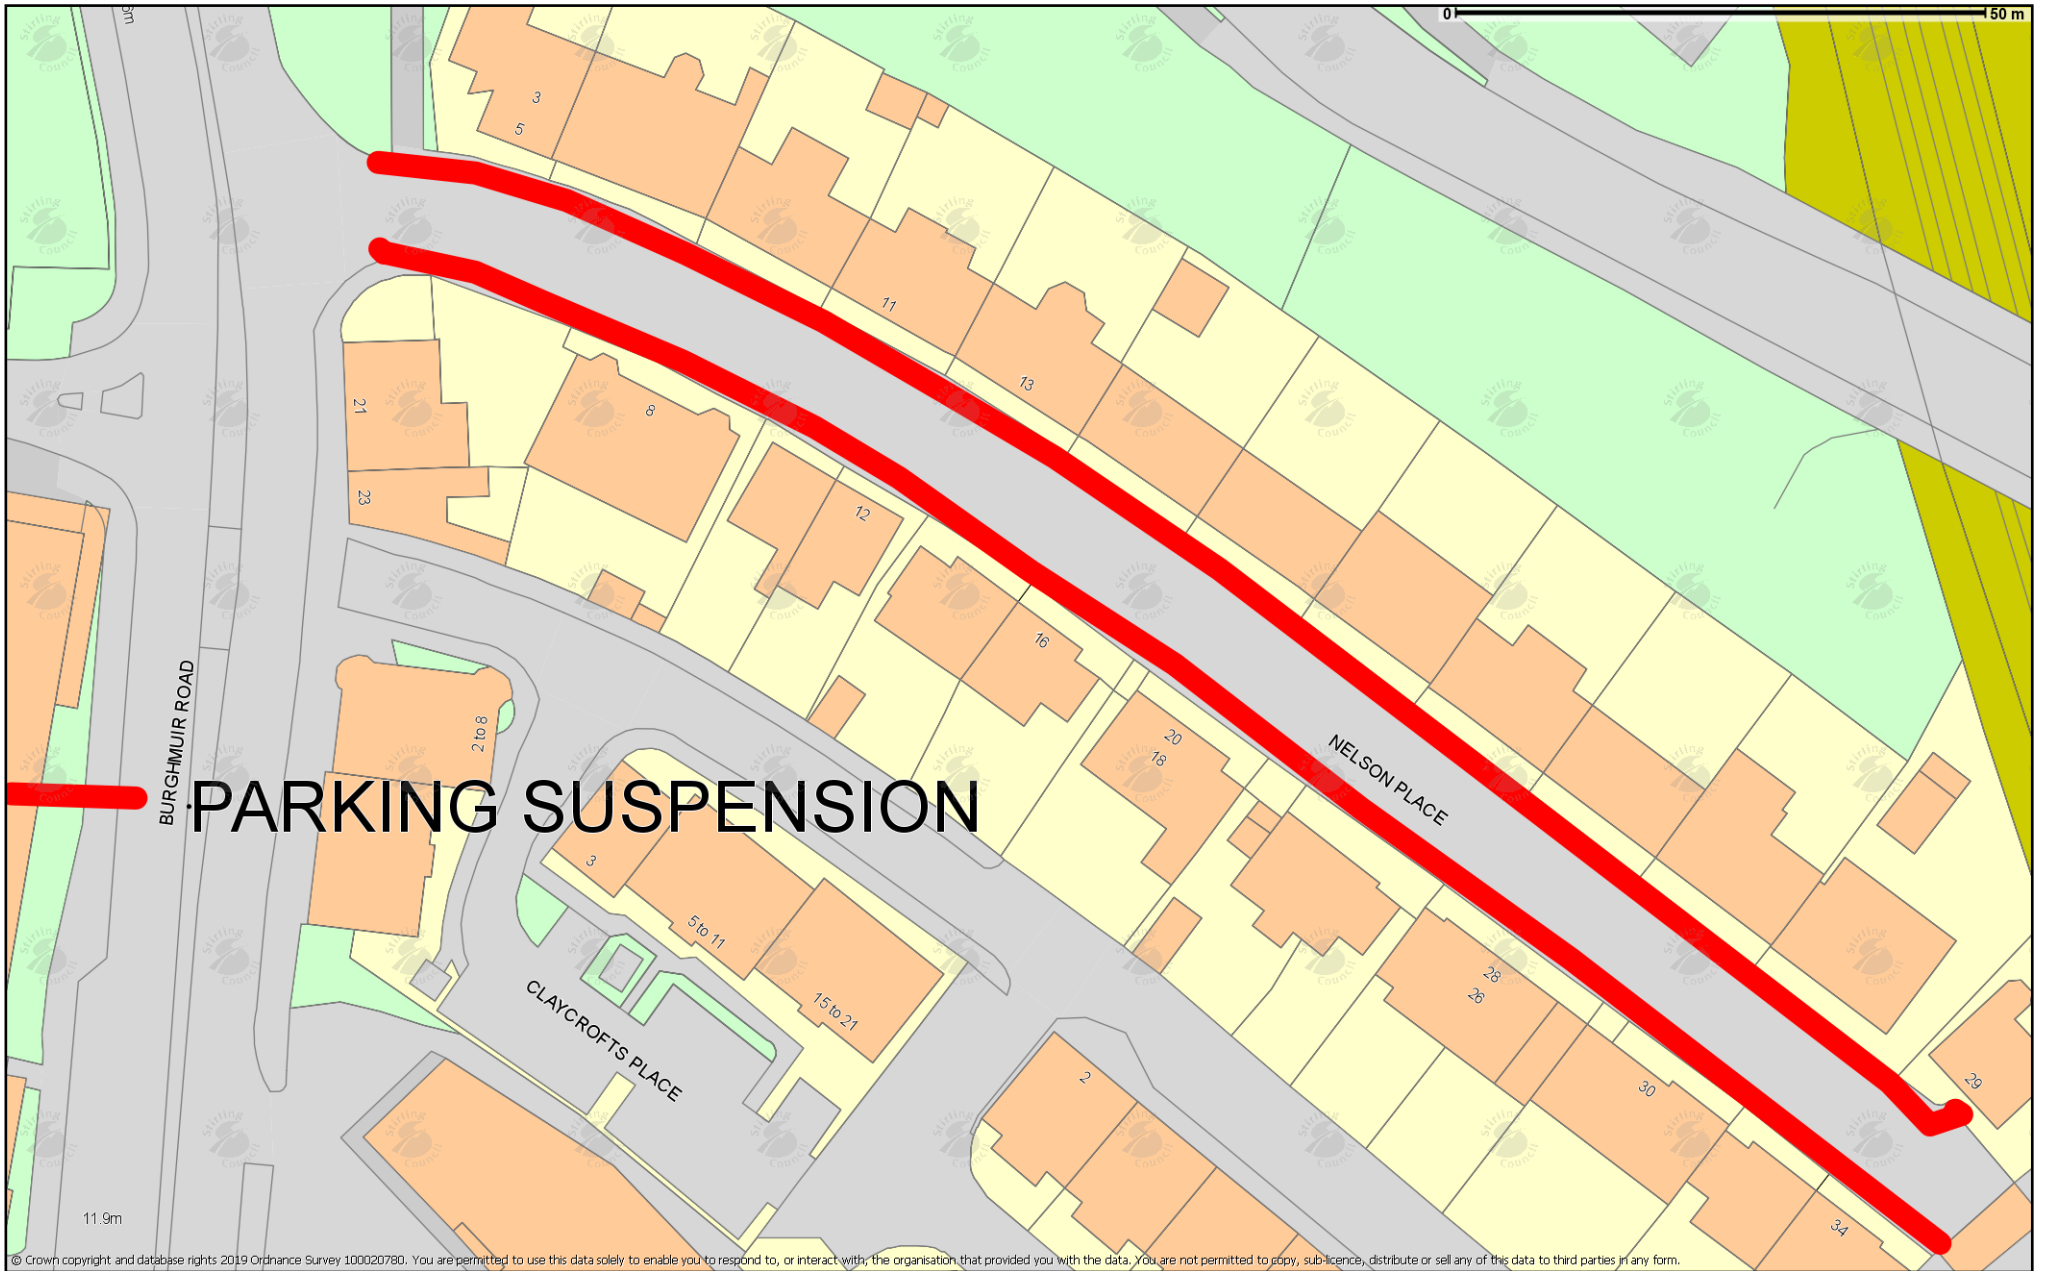 0
50 m
3
5
11
13
21
8
23
12
16
BURGHMUIR ROAD
2 to 8
20
18
NELSON PLACE
PARKING SUSPENSION
3
5 to 11
15 to 21
CLAYCROFTS PLACE
28
26
2
30
29
34
11.9m
© Crown copyright and database rights 2019 Ordnance Survey 100020780. You are permitted to use this data solely to enable you to respond to, or interact with, the organisation that provided you with the data. You are not permitted to copy, sub-licence, distribute or sell any of this data to third parties in any form.
Stirling
Council